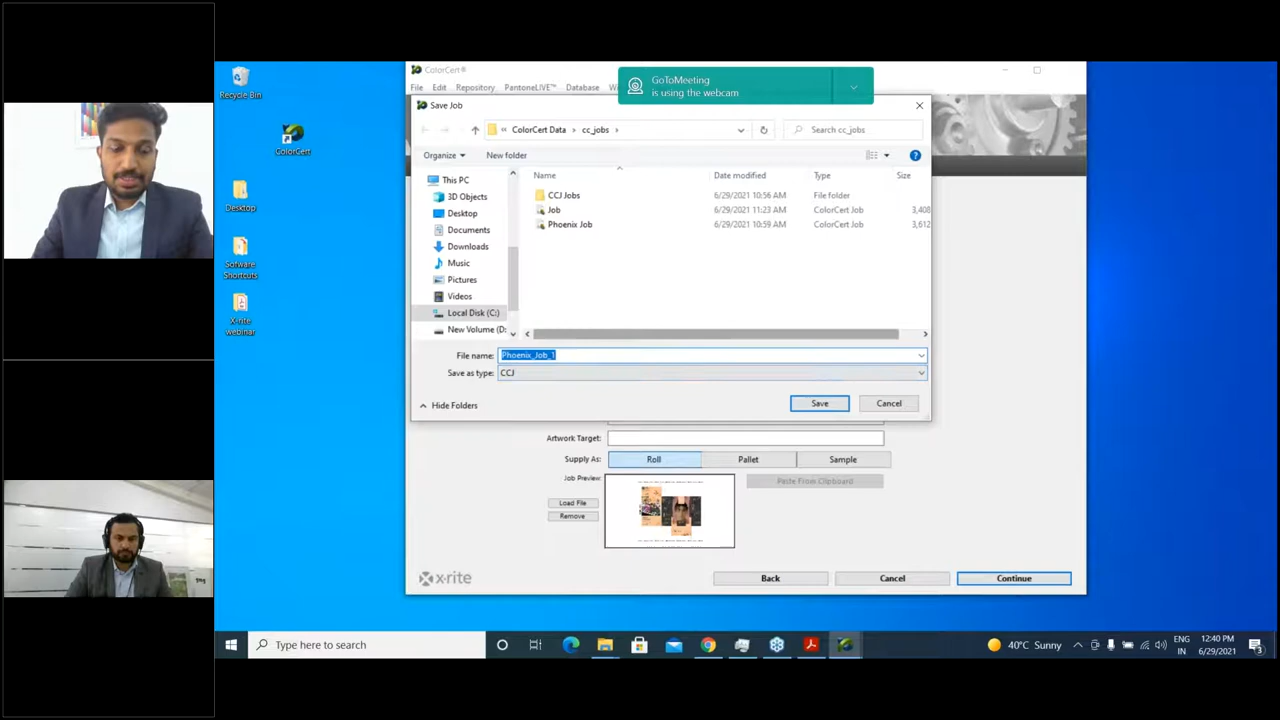 Recycle Bin
ColorCert
Desktop
Sofware
Shortcuts
X-rite
webinar
ColorCert®
File Edit Repository PantoneLIVE™ Database
GoToMeeting
is using the webcam
Save Job
ColorCert Data cc_jobs
Search cc_jobs
Organize New folder
Name Date modified Type Size
This PC
3D Objects
Desktop
Documents
Downloads
Music
Pictures
Videos
Local Disk (C:)
New Volume (D:
CCJ Jobs 6/29/2021 10:56 AM File folder
Job 6/29/2021 11:23 AM ColorCert Job 3,408
Phoenix Job 6/29/2021 10:59 AM ColorCert Job 3,612
File name: Phoenix_Job_1
Save as type: CCJ
Hide Folders
Save Cancel
Artwork Target:
Supply As: Roll Pallet Sample
Job Preview:
Load File
Remove
Paste From Clipboard
x·rite
Back Cancel Continue
Type here to search
40°C Sunny
ENG
IN
12:40 PM
6/29/2021
3